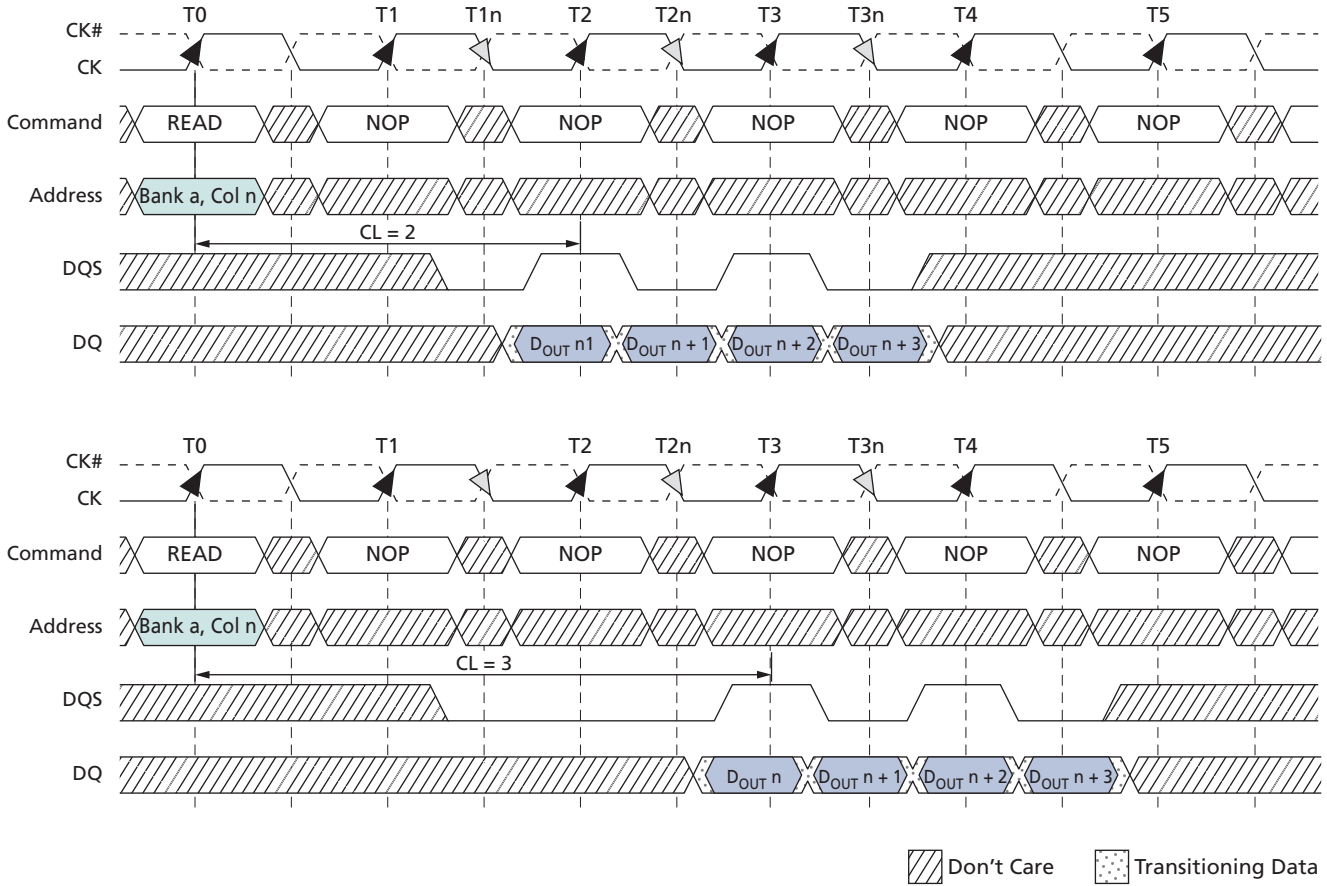 T0 T1 T1n T2 T2n T3 T3n T4 T5
CK#
CK
Command READ NOP NOP NOP NOP NOP
Address Bank a, Col n
CL = 2
DQS
DQ DOUT n1 DOUT n + 1 DOUT n + 2 DOUT n + 3
T0 T1 T2 T2n T3 T3n T4 T5
CK#
CK
Command READ NOP NOP NOP NOP NOP
Address Bank a, Col n
CL = 3
DQS
DQ DOUT n DOUT n + 1 DOUT n + 2 DOUT n + 3
Don't Care Transitioning Data